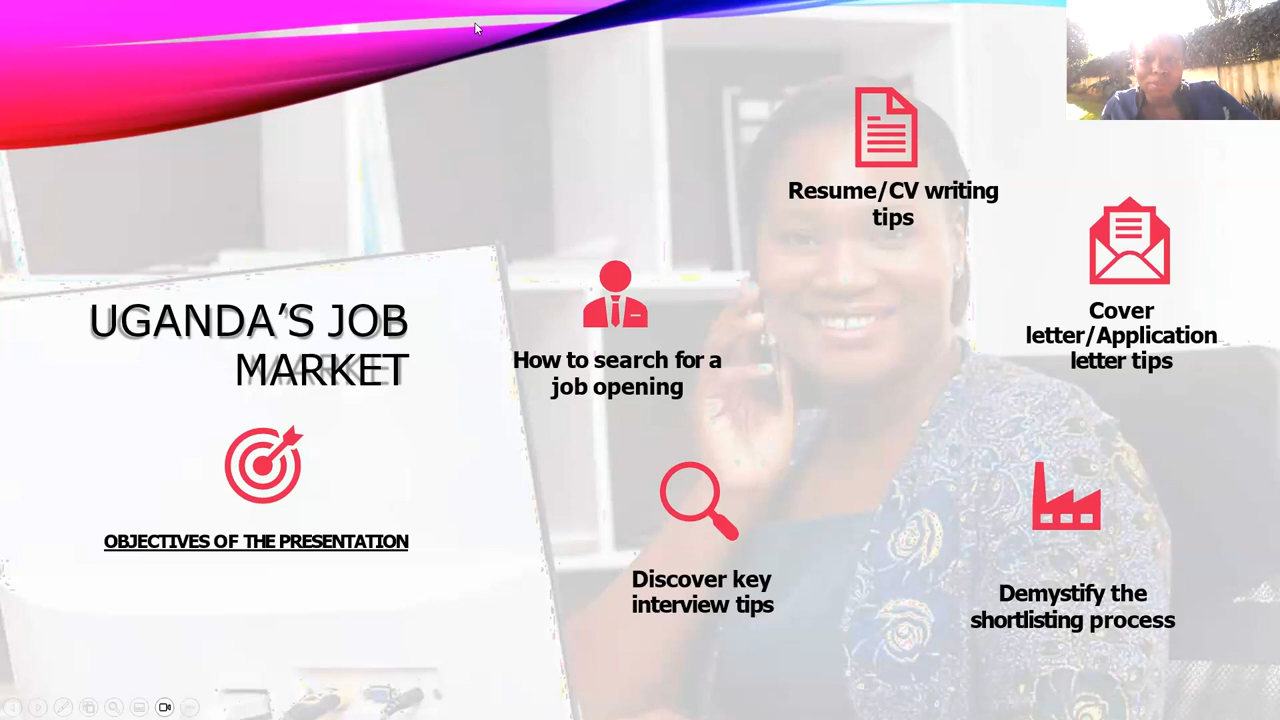 UGANDA’S JOB
MARKET
OBJECTIVES OF THE PRESENTATION
Resume/CV writing
tips
Cover
letter/Application
letter tips
How to search for a
job opening
Discover key
interview tips
Demystify the
shortlisting process